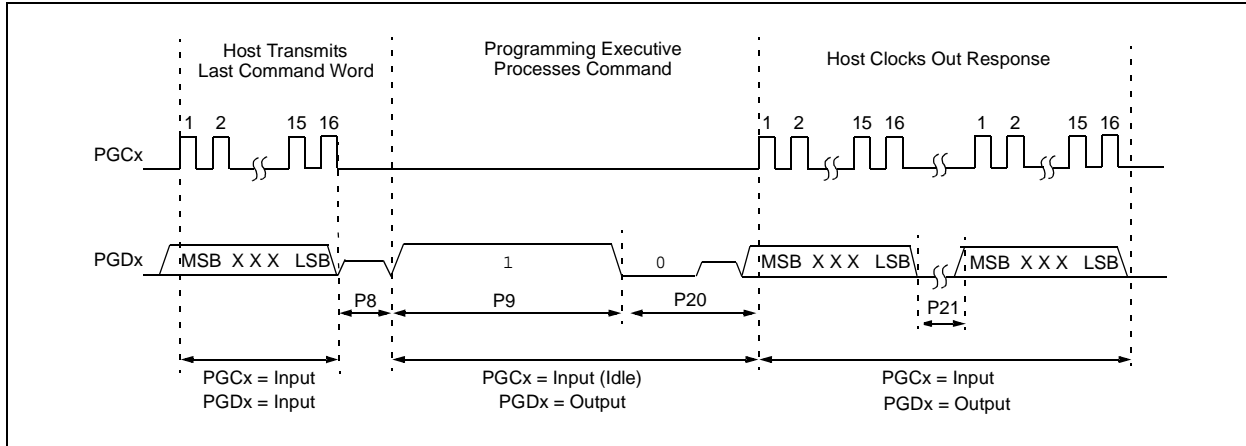 Host Transmits
Last Command Word
Programming Executive
Processes Command
Host Clocks Out Response
1 2 15 16 1 2 15 16 1 2 15 16
PGCx
PGDx MSB X X X LSB 1 0 MSB X X X LSB MSB X X X LSB
P8 P9 P20 P21
PGCx = Input
PGDx = Input
PGCx = Input (Idle)
PGDx = Output
PGCx = Input
PGDx = Output